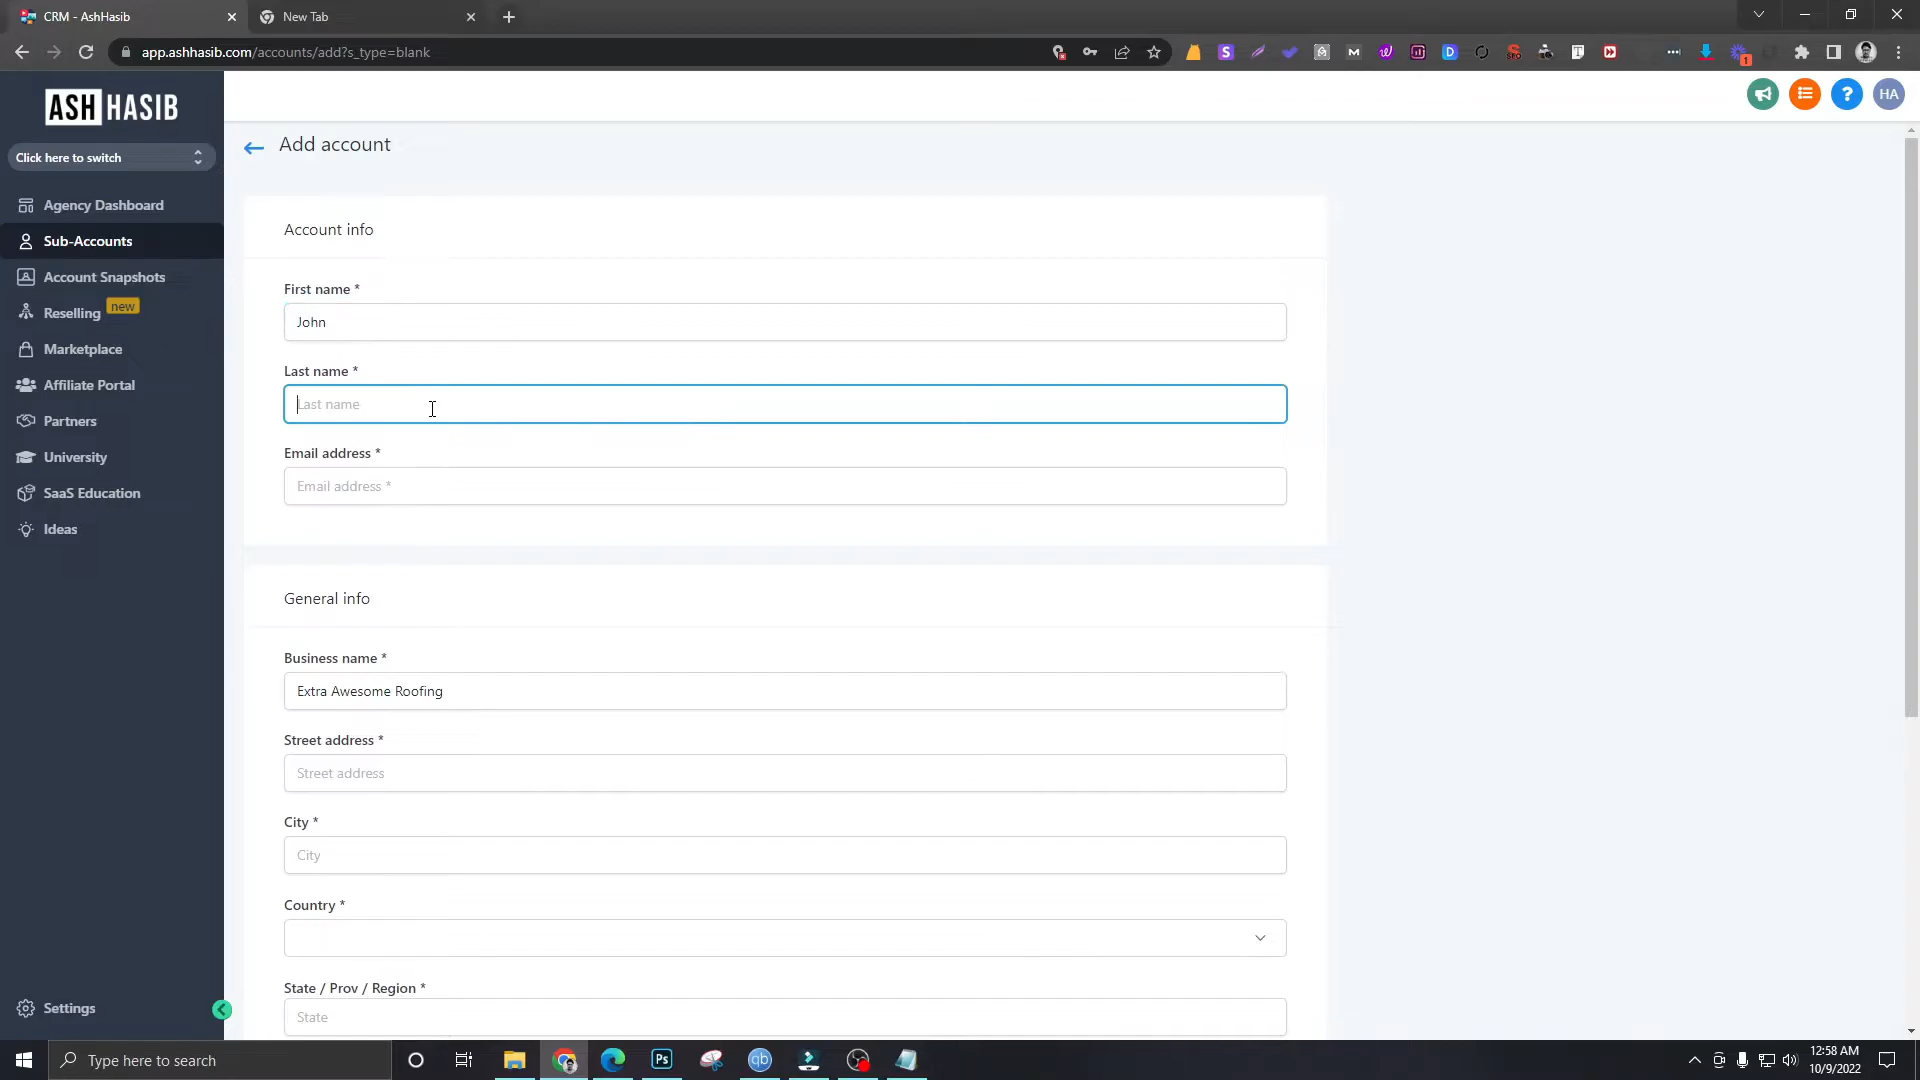 CRM - AshHasib
New Tab
app.ashhasib.com/accounts/add?s_type=blank
1
ASH HASIB
HA
Click here to switch
Add account
Agency Dashboard
Sub-Accounts
Account Snapshots
Reselling new
Marketplace
Affiliate Portal
Partners
University
SaaS Education
Ideas
Settings
Account info
First name *
John
Last name *
Last name
Email address *
Email address *
General info
Business name *
Extra Awesome Roofing
Street address *
Street address
City *
City
Country *
State / Prov / Region *
State
Type here to search
Ps
qb
12:58 AM
10/9/2022